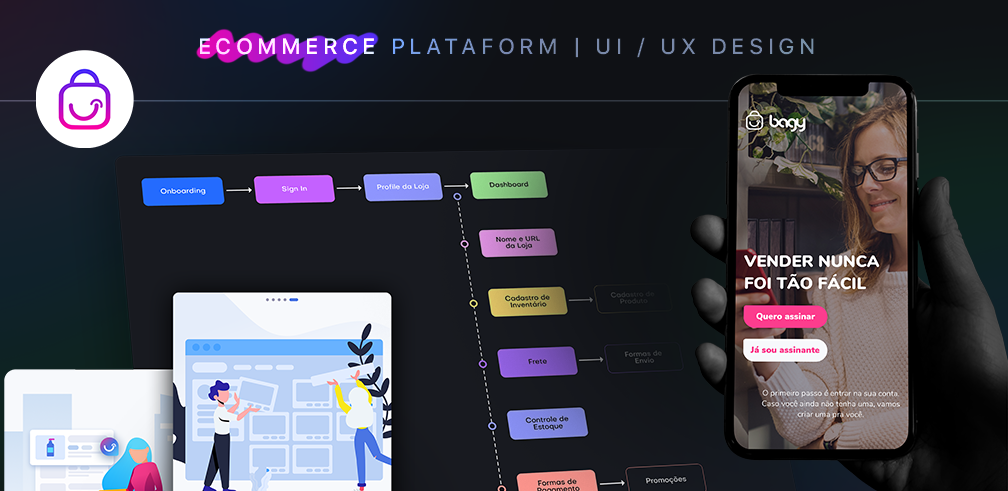 ECOMMERCE PLATAFORM | UI / UX DESIGN
Onboarding
Sign In
Profile da Loja
Dashboard
Nome e URL
da Loja
Cadastro de
Inventário
Cadastro de
Produto
Frete
Formas de
Envio
Controle de
Estoque
Formas de
Pagamento
Promoções
bagy
VENDER NUNCA
FOI TÃO FÁCIL
Quero assinar
Já sou assinante
O primeiro passo é entrar na sua conta.
Caso você ainda não tenha uma, vamos
criar uma pra você.